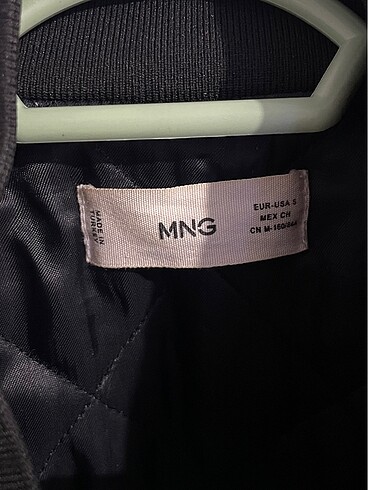 MADE IN
TURKEY
MNG
EUR-USA S
MEX CH
CN M-160/84A